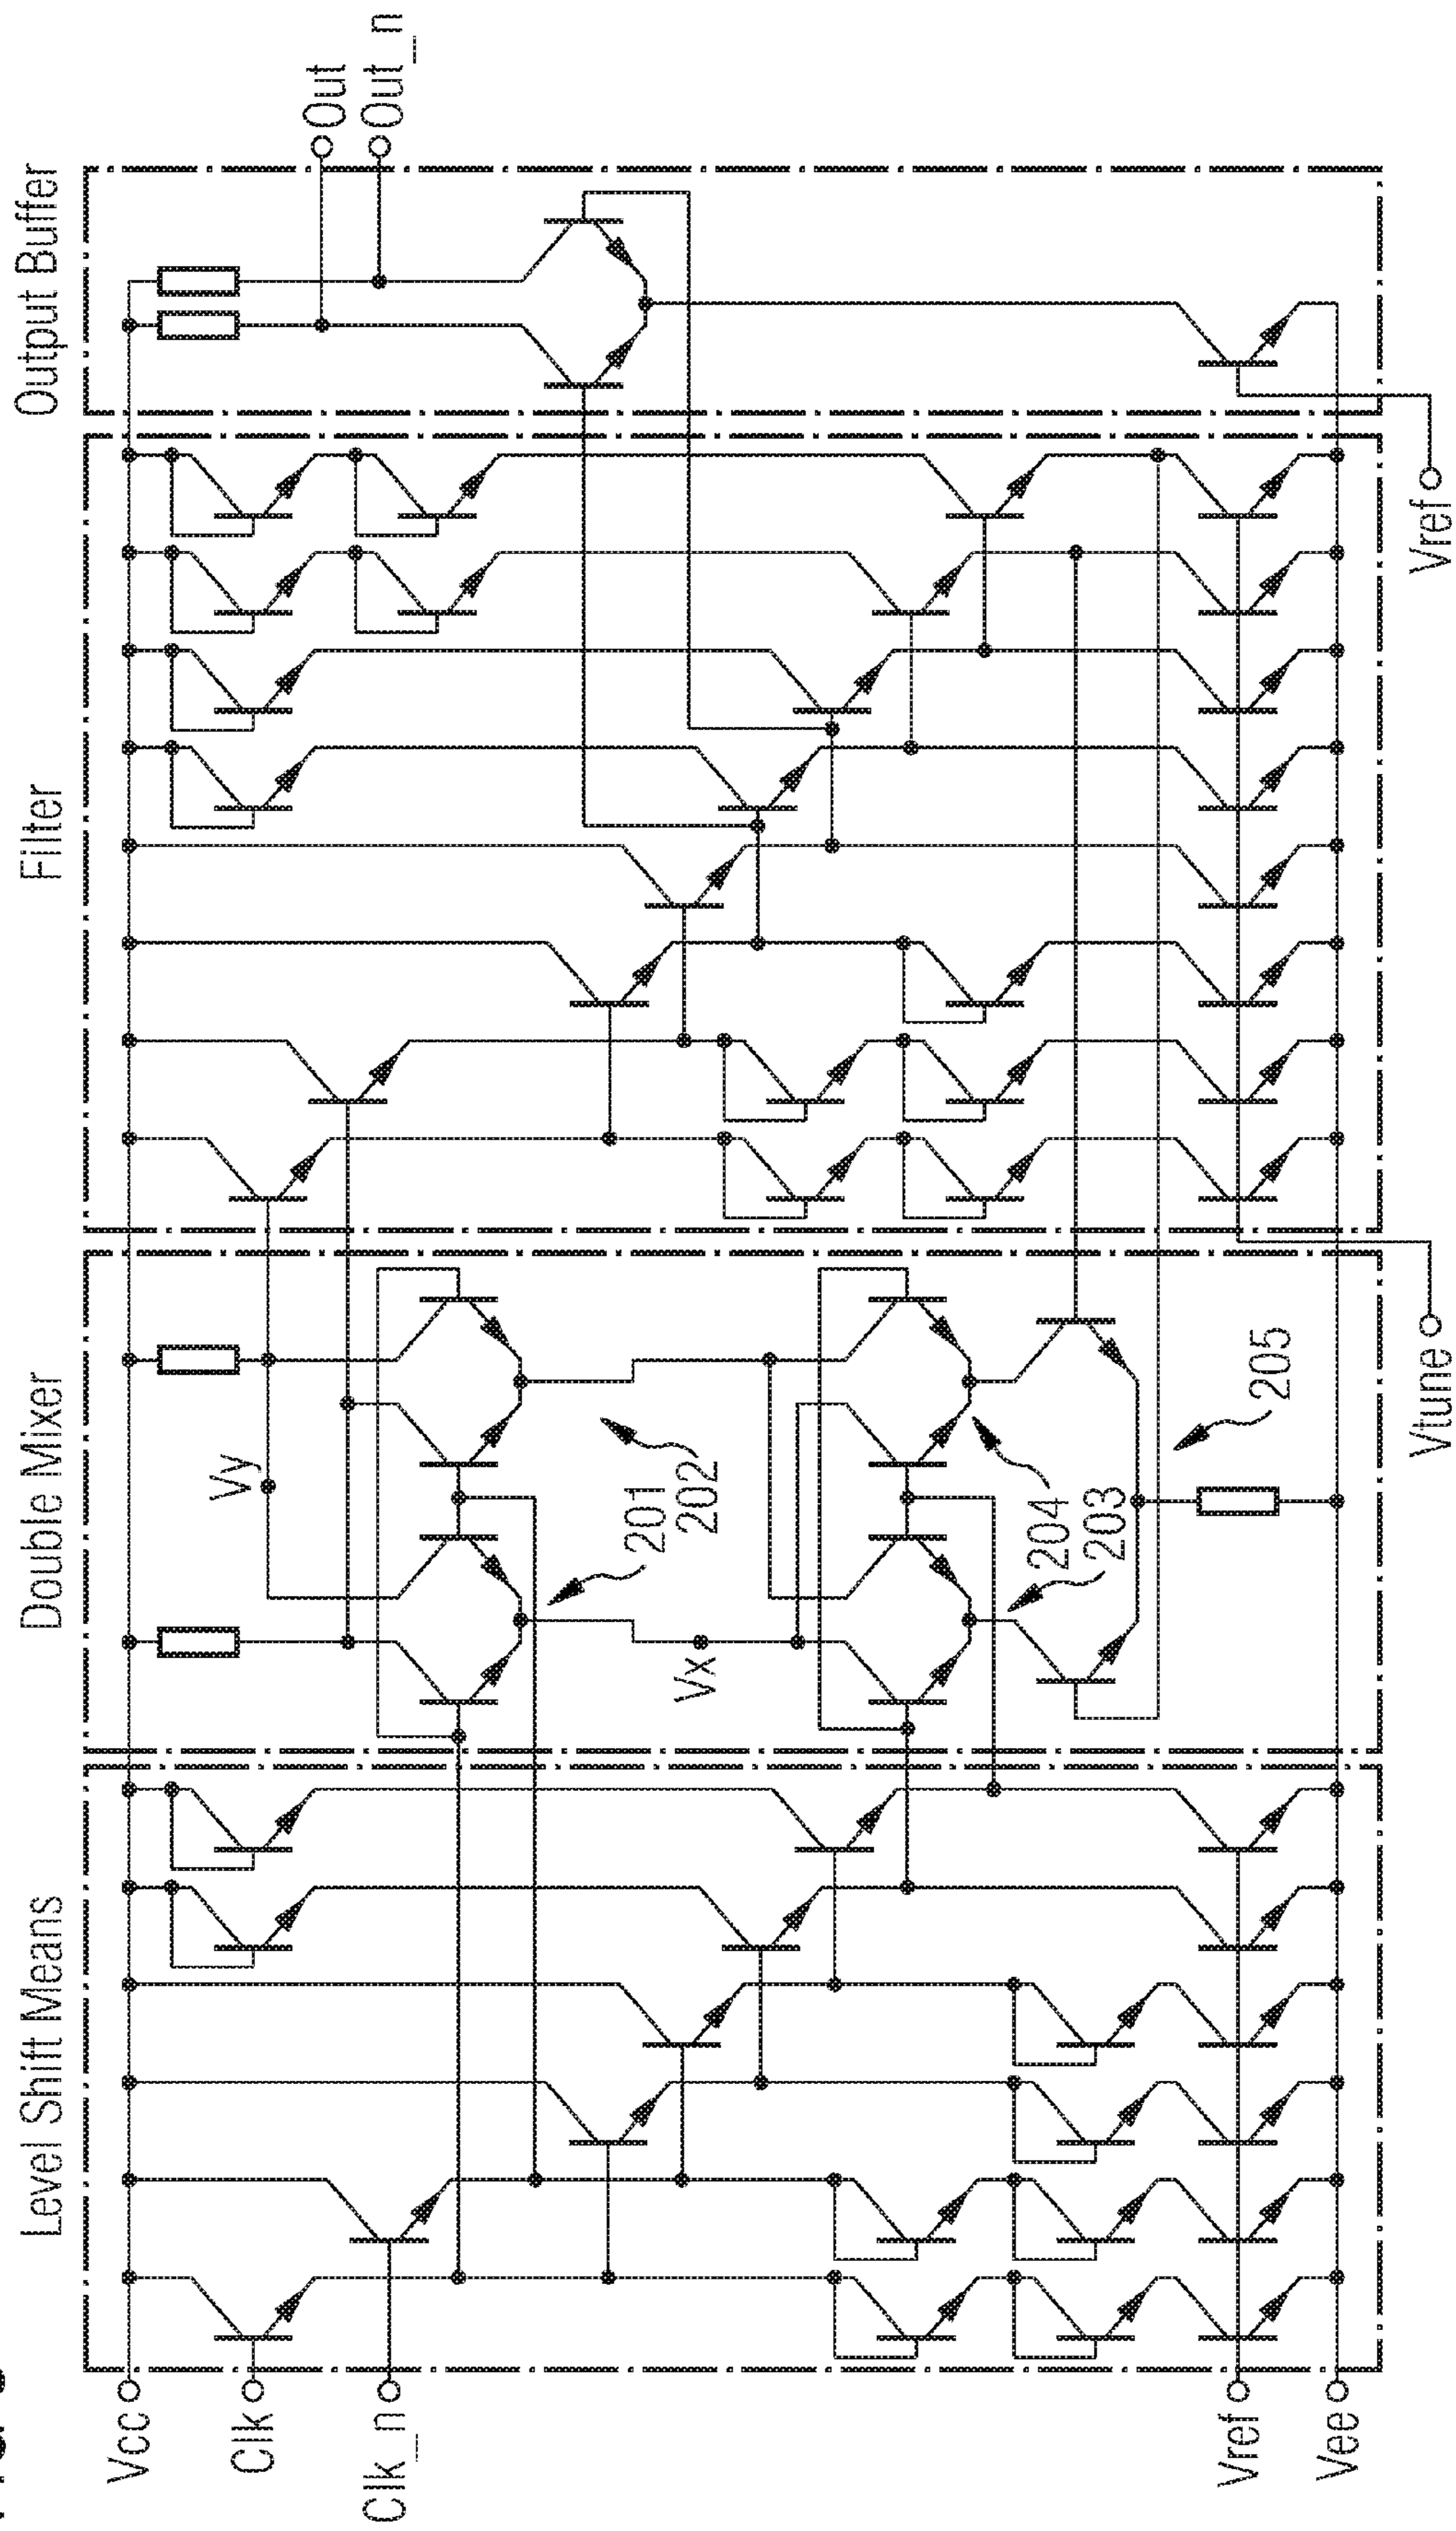 Level Shift Means
Double Mixer
Filter
Output Buffer
Vcc
Clk
Clk_n
Vref
Vee
Vy
Vx
201
202
204
203
205
Vtune
Vref
Out
Out_n